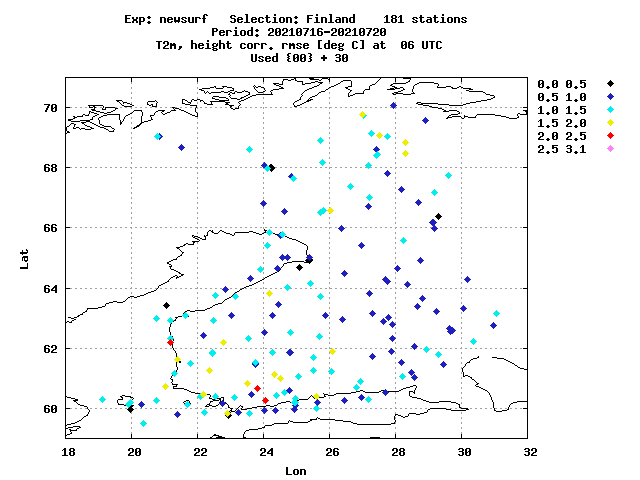 Exp: newsurf Selection: Finland 181 stations
Period: 20210716-20210720
T2m, height corr. rmse [deg C] at 06 UTC
Used {00} + 30
0.0 0.5
0.5 1.0
1.0 1.5
1.5 2.0
2.0 2.5
2.5 3.1
70
68
66
64
62
60
Lat
18 20 22 24 26 28 30 32
Lon